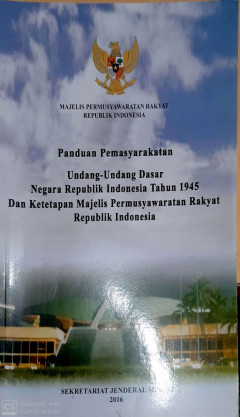 MAJELIS PERMUSYAWARATAN RAKYAT
REPUBLIK INDONESIA
Panduan Pemasyarakatan
Undang-Undang Dasar
Negara Republik Indonesia Tahun 1945
Dan Ketetapan Majelis Permusyawaratan Rakyat
Republik Indonesia
SEKRETARIAT JENDERAL
2016